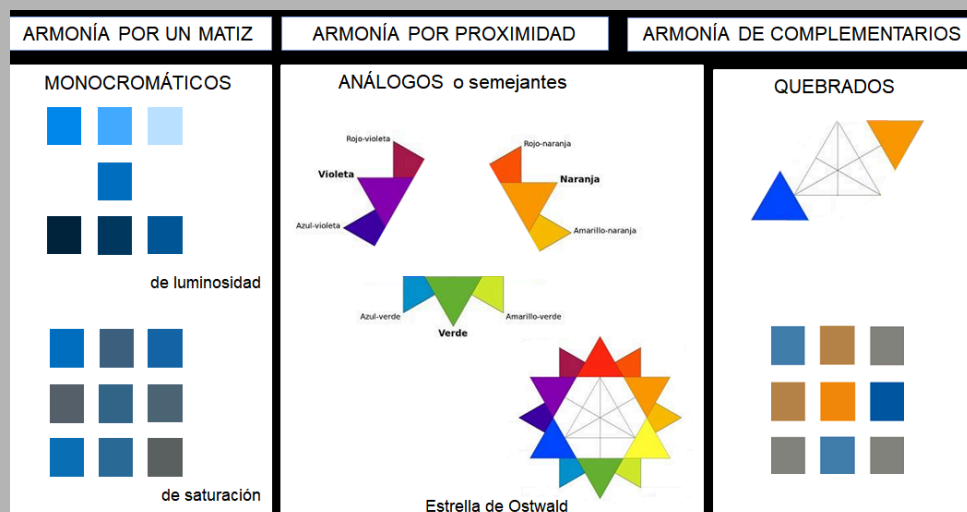 ARMONÍA POR UN MATIZ
ARMONÍA POR PROXIMIDAD
ARMONÍA DE COMPLEMENTARIOS
MONOCROMÁTICOS
de luminosidad
de saturación
ANÁLOGOS o semejantes
Rojo-violeta
Violeta
Azul-violeta
Rojo-naranja
Naranja
Amarillo-naranja
Azul-verde
Amarillo-verde
Verde
Estrella de Ostwald
QUEBRADOS